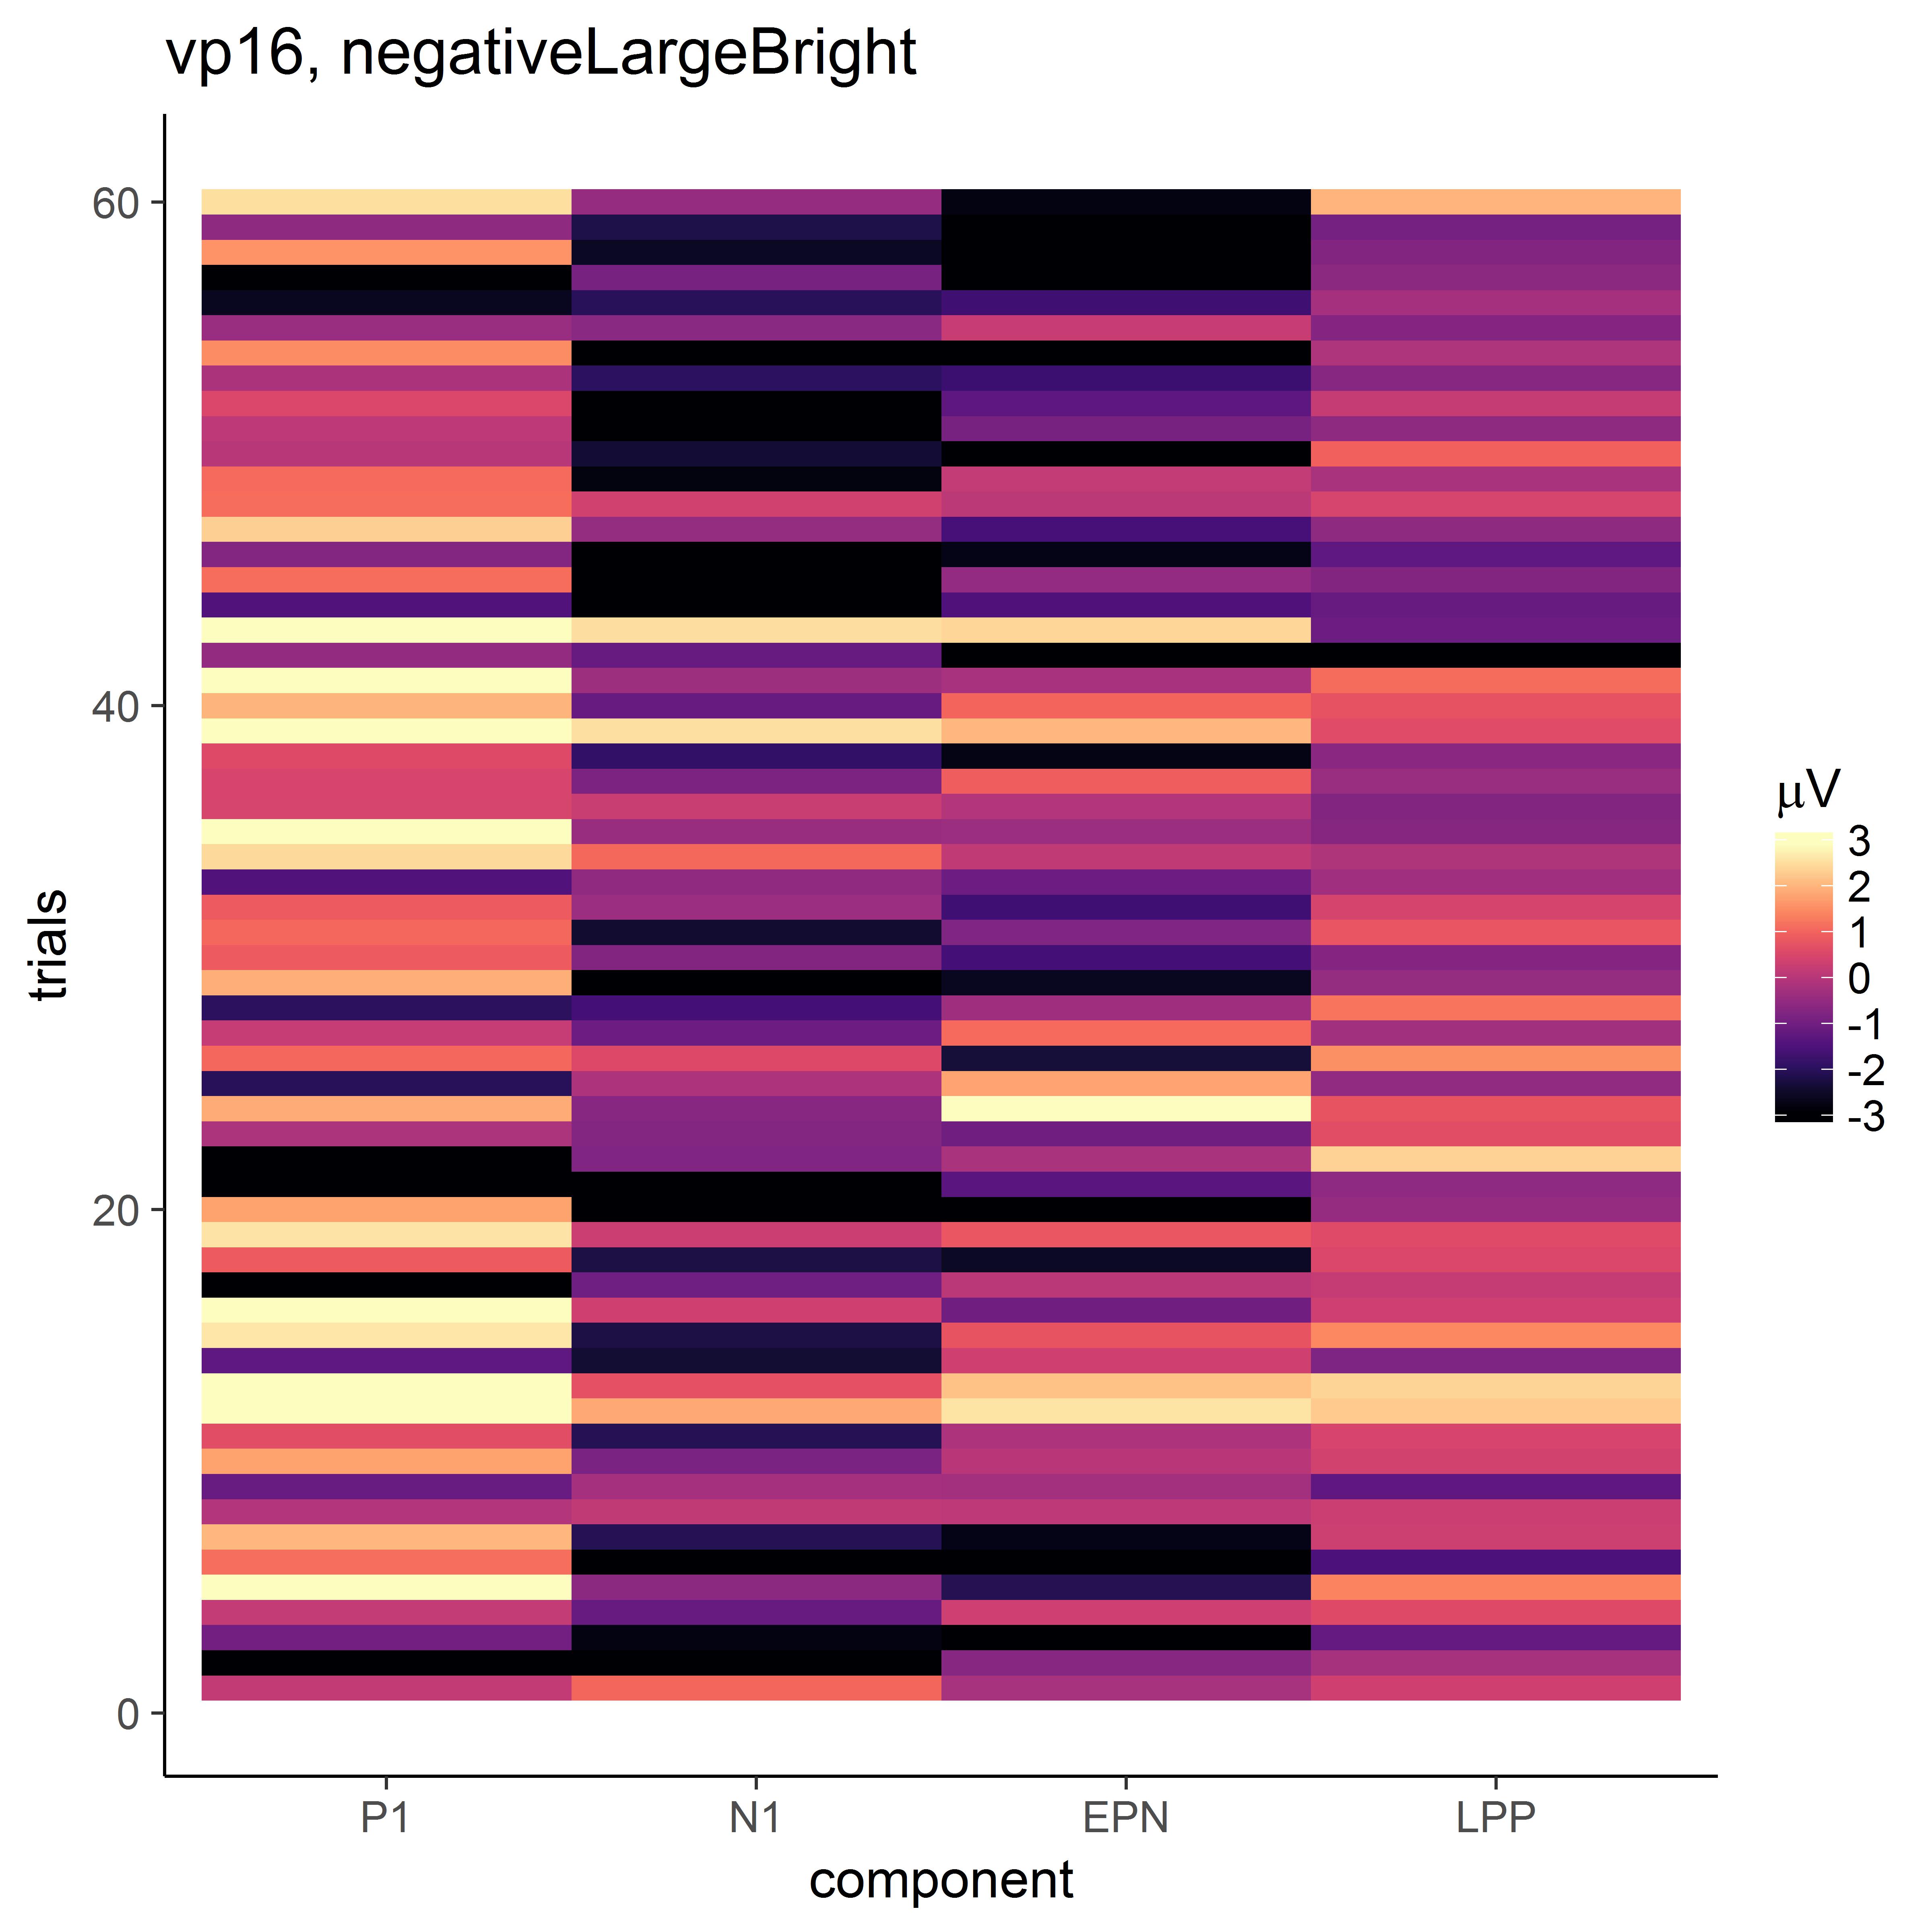 vp16, negativeLargeBright
60
40
20
0
trials
P1 N1 EPN LPP
component
μV
3
2
1
0
-1
-2
-3